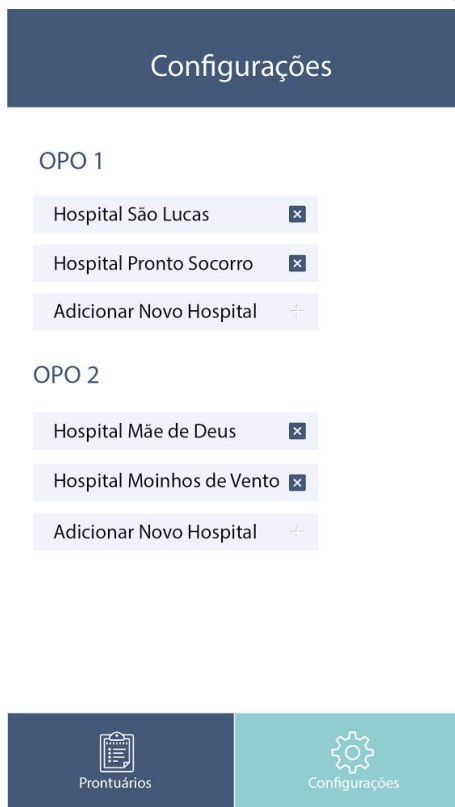 Configurações
OPO 1
Hospital São Lucas
Hospital Pronto Socorro
Adicionar Novo Hospital
OPO 2
Hospital Mãe de Deus
Hospital Moinhos de Vento
Adicionar Novo Hospital
Prontuários
Configurações